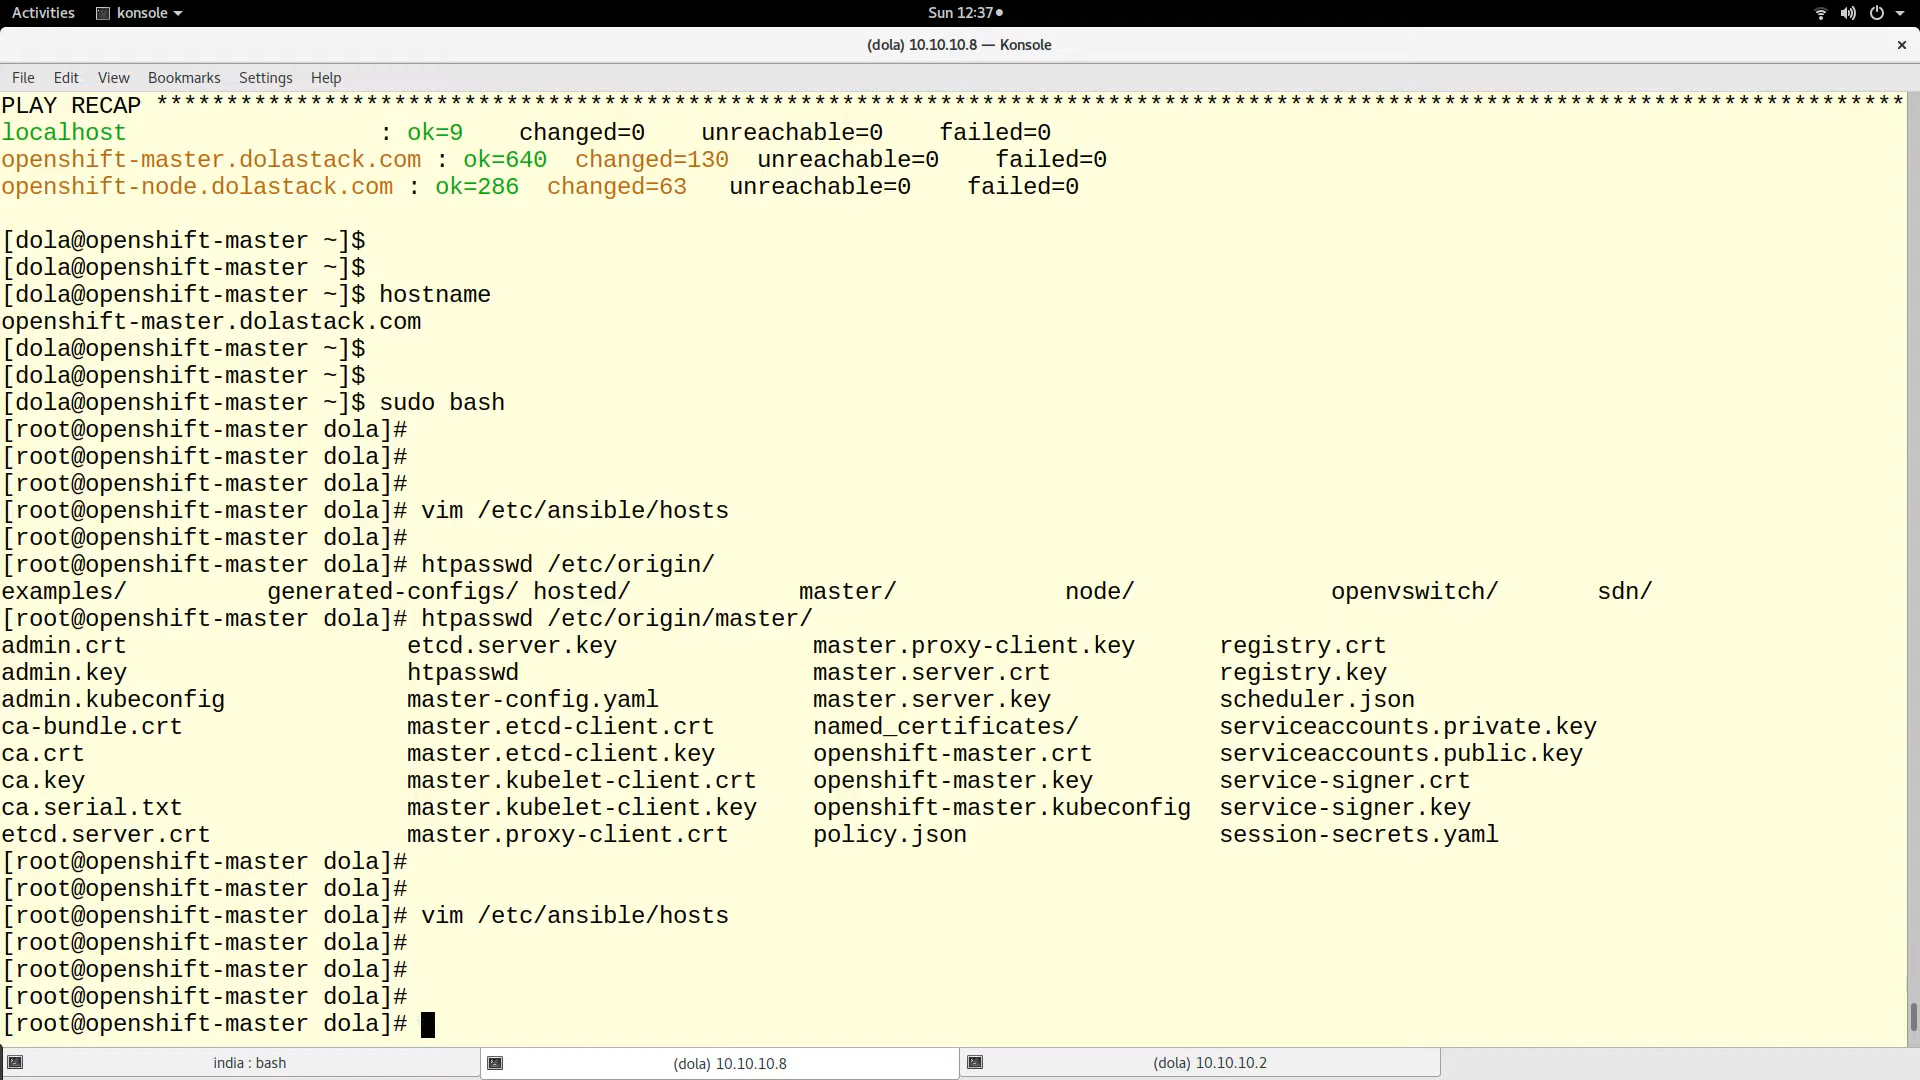 Activities konsole Sun 12:37
(dola) 10.10.10.8 — Konsole
File Edit View Bookmarks Settings Help
PLAY RECAP *****************************************************************************************************************************
localhost : ok=9 changed=0 unreachable=0 failed=0
openshift-master.dolastack.com : ok=640 changed=130 unreachable=0 failed=0
openshift-node.dolastack.com : ok=286 changed=63 unreachable=0 failed=0
[dola@openshift-master ~]$
[dola@openshift-master ~]$
[dola@openshift-master ~]$ hostname
openshift-master.dolastack.com
[dola@openshift-master ~]$
[dola@openshift-master ~]$
[dola@openshift-master ~]$ sudo bash
[root@openshift-master dola]#
[root@openshift-master dola]#
[root@openshift-master dola]#
[root@openshift-master dola]# vim /etc/ansible/hosts
[root@openshift-master dola]#
[root@openshift-master dola]# htpasswd /etc/origin/
examples/ generated-configs/ hosted/ master/ node/ openvswitch/ sdn/
[root@openshift-master dola]# htpasswd /etc/origin/master/
admin.crt etcd.server.key master.proxy-client.key registry.crt
admin.key htpasswd master.server.crt registry.key
admin.kubeconfig master-config.yaml master.server.key scheduler.json
ca-bundle.crt master.etcd-client.crt named_certificates/ serviceaccounts.private.key
ca.crt master.etcd-client.key openshift-master.crt serviceaccounts.public.key
ca.key master.kubelet-client.crt openshift-master.key service-signer.crt
ca.serial.txt master.kubelet-client.key openshift-master.kubeconfig service-signer.key
etcd.server.crt master.proxy-client.crt policy.json session-secrets.yaml
[root@openshift-master dola]#
[root@openshift-master dola]#
[root@openshift-master dola]# vim /etc/ansible/hosts
[root@openshift-master dola]#
[root@openshift-master dola]#
[root@openshift-master dola]#
[root@openshift-master dola]#
india : bash (dola) 10.10.10.8 (dola) 10.10.10.2